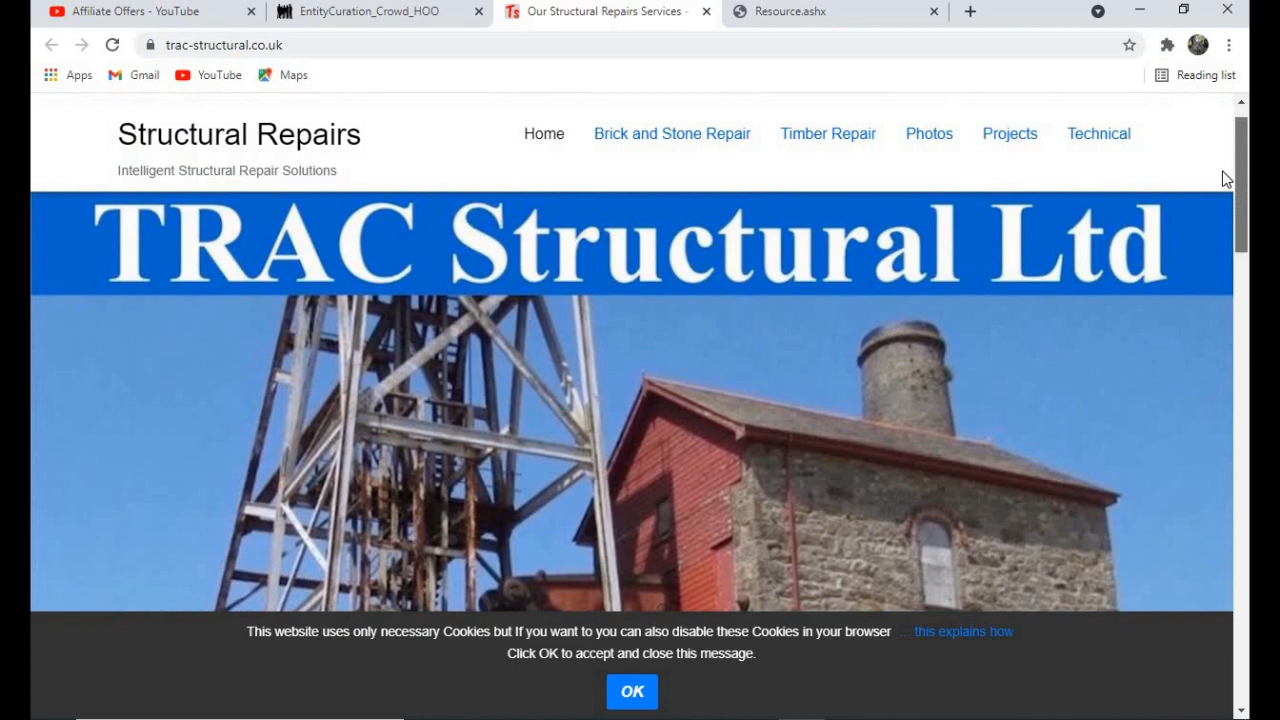 Affiliate Offers - YouTube
EntityCuration_Crowd_HOO
Ts
Our Structural Repairs Services -
Resource.ashx
trac-structural.co.uk
Apps
Gmail
YouTube
Maps
Reading list
Structural Repairs
Home
Brick and Stone Repair
Timber Repair
Photos
Projects
Technical
Intelligent Structural Repair Solutions
TRAC Structural Ltd
This website uses only necessary Cookies but If you want to you can also disable these Cookies in your browser ... this explains how
Click OK to accept and close this message.
OK